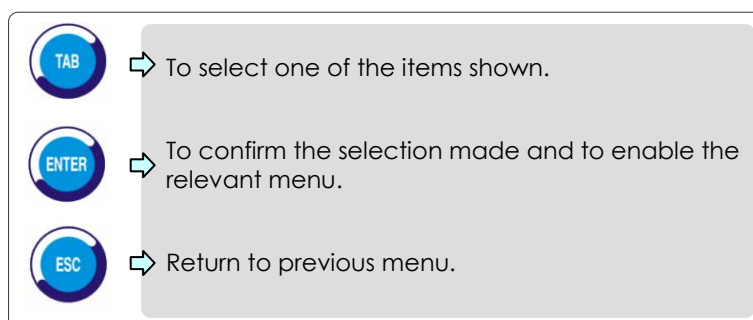 TAB
To select one of the items shown.
ENTER
To confirm the selection made and to enable the
relevant menu.
ESC
Return to previous menu.